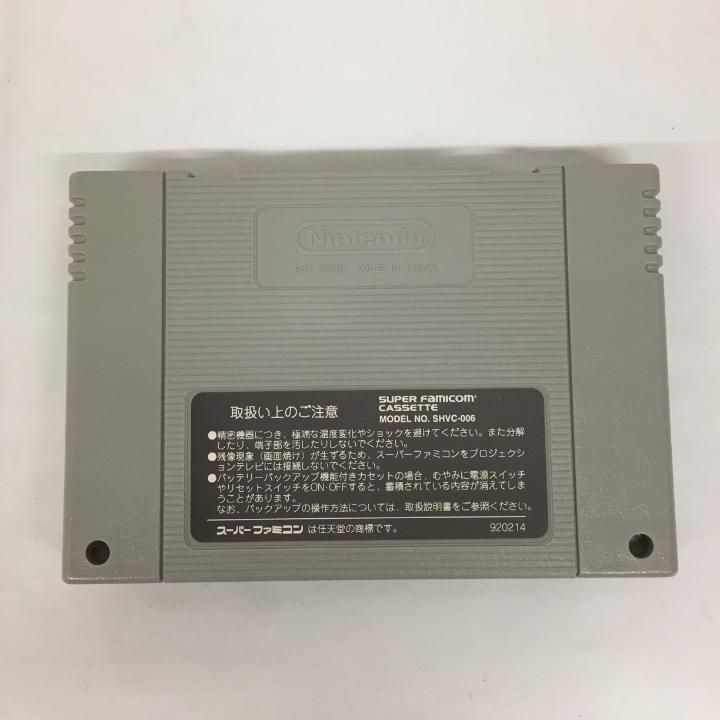 Nintendo
PAT. PEND. MADE IN JAPAN
取扱い上のご注意
SUPER FAMICOM
CASSETTE
MODEL NO. SHVC-006
●精密機器につき、極端な温度変化やショックを避けてください。また分解
したり、端子部を汚したりしないでください。
●残像現象(画面焼け)が生ずるため、スーパーファミコンをプロジェクシ
ョンテレビには接続しないでください。
●バッテリーバックアップ機能付きカセットの場合、むやみに電源スイッチ
やリセットスイッチをON・OFFすると、蓄積されている内容が消えてしま
うことがあります。
なお、バックアップの操作方法については、取扱説明書をご参照ください。
スーパーファミコン は任天堂の商標です。 920214